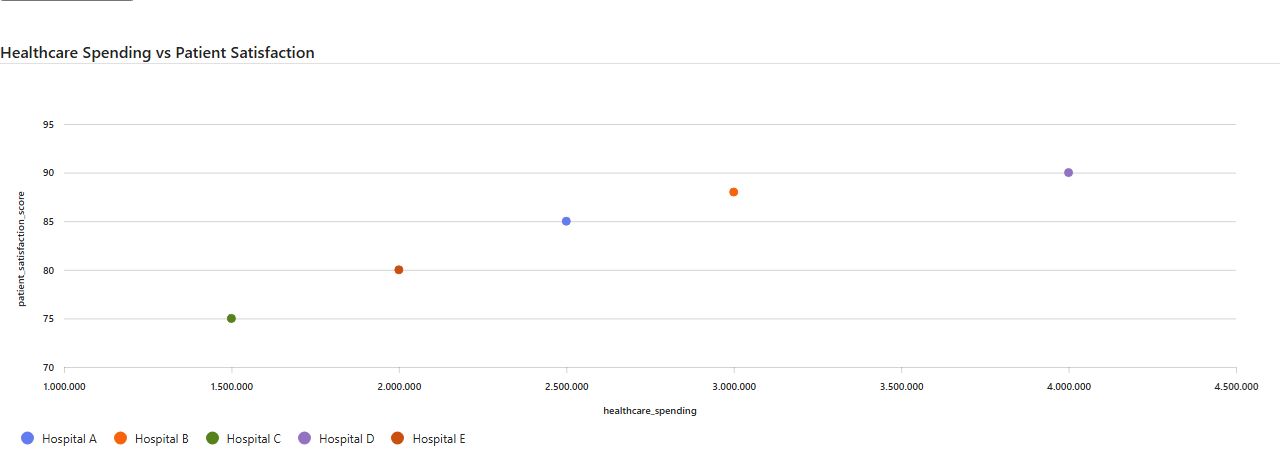 Healthcare Spending vs Patient Satisfaction
95
90
85
80
75
70
patient_satisfaction_score
1.000.000 1.500.000 2.000.000 2.500.000 3.000.000 3.500.000 4.000.000 4.500.000
healthcare_spending
Hospital A Hospital B Hospital C Hospital D Hospital E